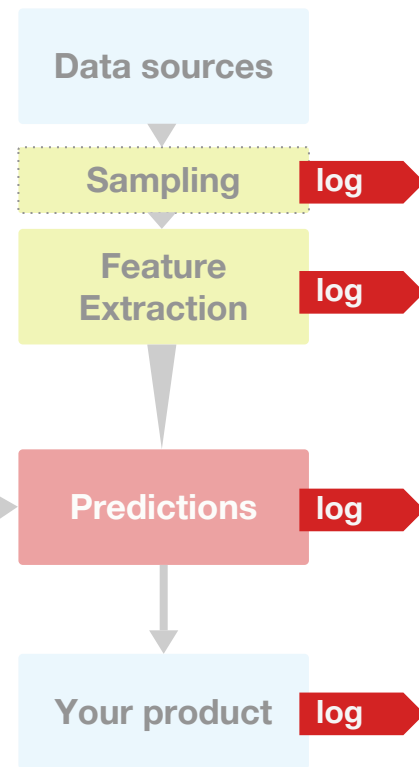 Data sources
Sampling
log
Feature
Extraction
log
Predictions
log
Your product
log